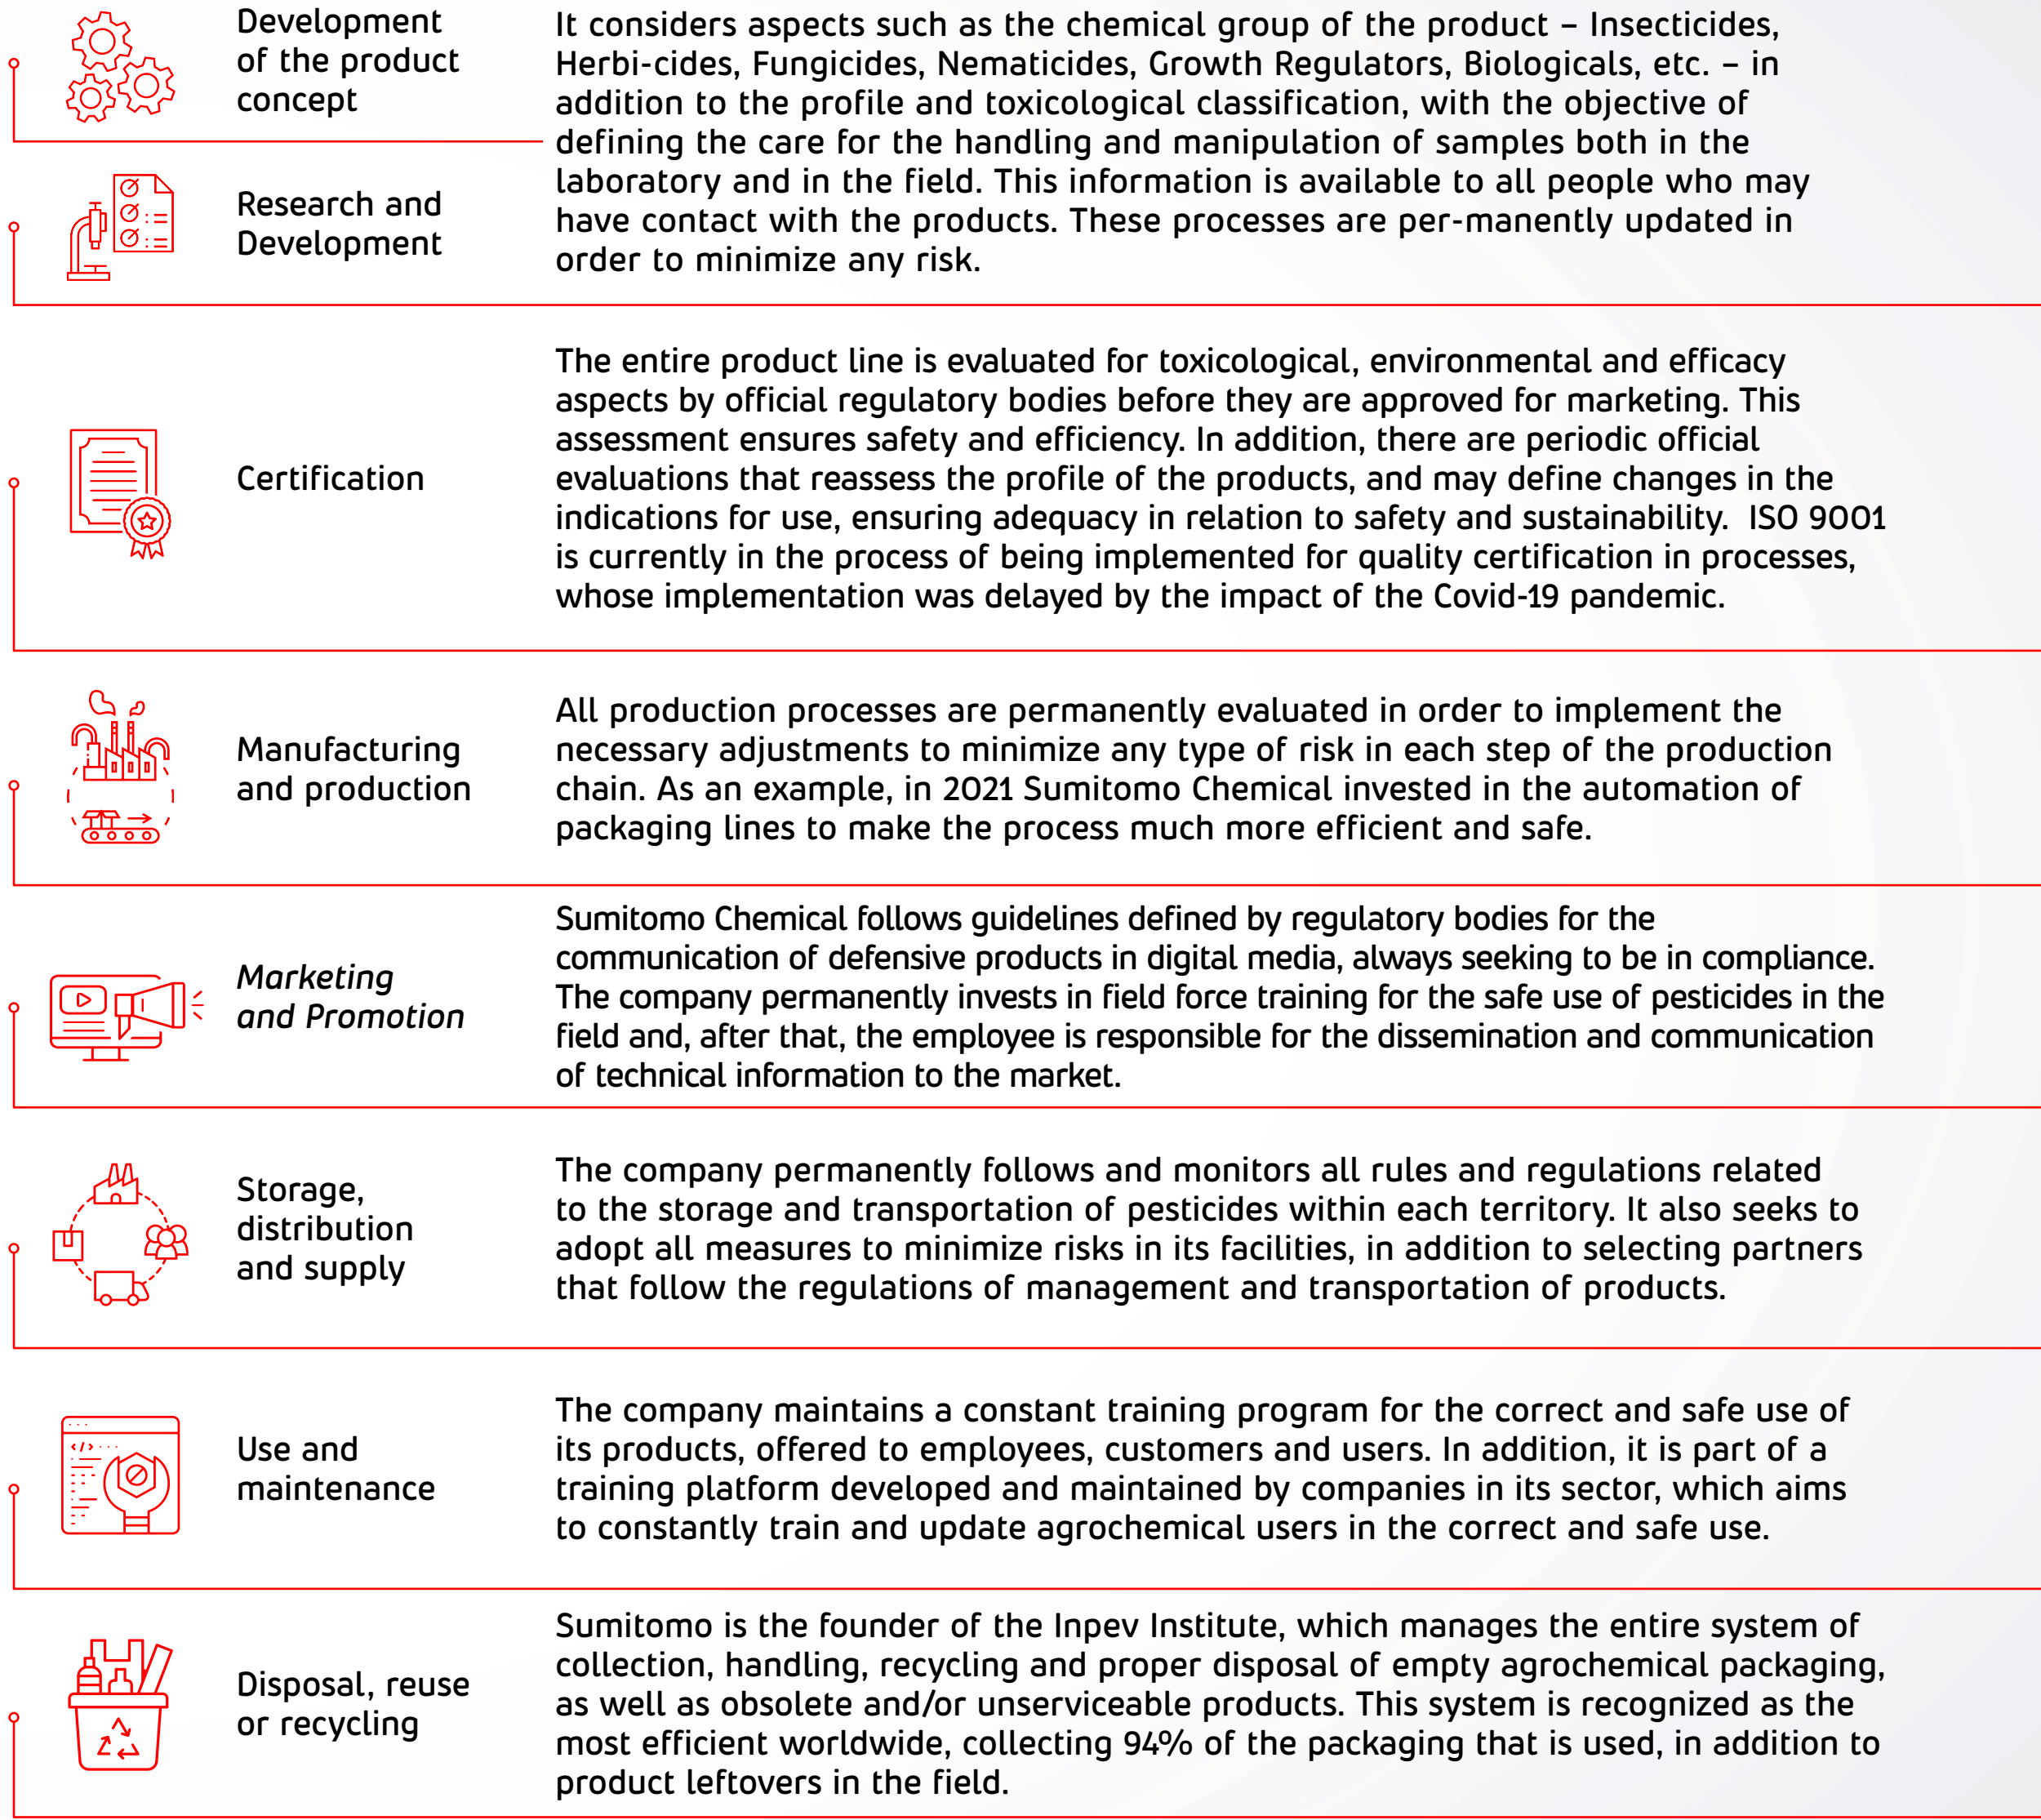 Development
of the product
concept
Research and
Development
It considers aspects such as the chemical group of the product – Insecticides,
Herbi-cides, Fungicides, Nematicides, Growth Regulators, Biologicals, etc. – in
addition to the profile and toxicological classification, with the objective of
defining the care for the handling and manipulation of samples both in the
laboratory and in the field. This information is available to all people who may
have contact with the products. These processes are per-manently updated in
order to minimize any risk.
Certification
The entire product line is evaluated for toxicological, environmental and efficacy
aspects by official regulatory bodies before they are approved for marketing. This
assessment ensures safety and efficiency. In addition, there are periodic official
evaluations that reassess the profile of the products, and may define changes in the
indications for use, ensuring adequacy in relation to safety and sustainability.  ISO 9001
is currently in the process of being implemented for quality certification in processes,
whose implementation was delayed by the impact of the Covid-19 pandemic.
Manufacturing
and production
All production processes are permanently evaluated in order to implement the
necessary adjustments to minimize any type of risk in each step of the production
chain. As an example, in 2021 Sumitomo Chemical invested in the automation of
packaging lines to make the process much more efficient and safe.
Marketing
and Promotion
Sumitomo Chemical follows guidelines defined by regulatory bodies for the
communication of defensive products in digital media, always seeking to be in compliance.
The company permanently invests in field force training for the safe use of pesticides in the
field and, after that, the employee is responsible for the dissemination and communication
of technical information to the market.
Storage,
distribution
and supply
The company permanently follows and monitors all rules and regulations related
to the storage and transportation of pesticides within each territory. It also seeks to
adopt all measures to minimize risks in its facilities, in addition to selecting partners
that follow the regulations of management and transportation of products.
Use and
maintenance
The company maintains a constant training program for the correct and safe use of
its products, offered to employees, customers and users. In addition, it is part of a
training platform developed and maintained by companies in its sector, which aims
to constantly train and update agrochemical users in the correct and safe use.
Disposal, reuse
or recycling
Sumitomo is the founder of the Inpev Institute, which manages the entire system of
collection, handling, recycling and proper disposal of empty agrochemical packaging,
as well as obsolete and/or unserviceable products. This system is recognized as the
most efficient worldwide, collecting 94% of the packaging that is used, in addition to
product leftovers in the field.